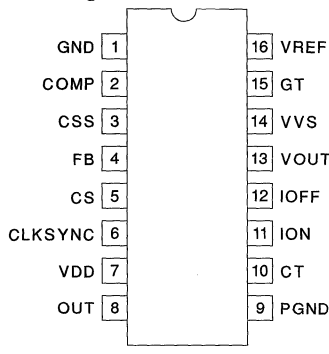 GND 1 16 VREF
COMP 2 15 GT
CSS 3 14 VVS
FB 4 13 VOUT
CS 5 12 IOFF
CLKSYNC 6 11 ION
VDD 7 10 CT
OUT 8 9 PGND